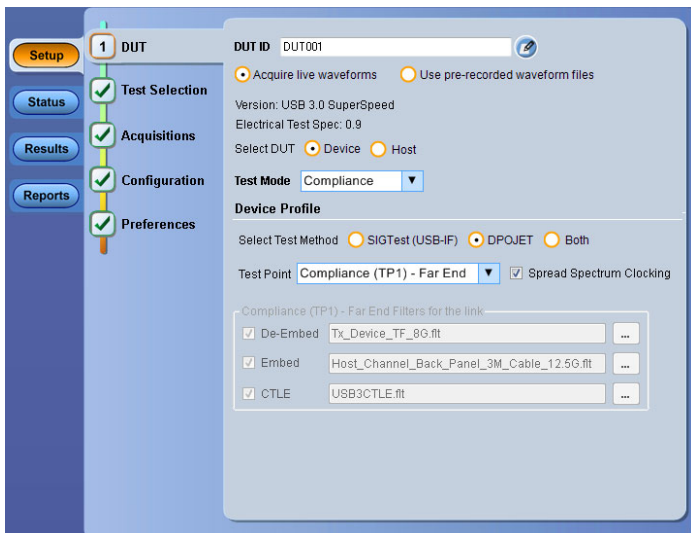 Setup
Status
Results
Reports
1 DUT
Test Selection
Acquisitions
Configuration
Preferences
DUT ID DUT001
Acquire live waveforms Use pre-recorded waveform files
Version: USB 3.0 SuperSpeed
Electrical Test Spec: 0.9
Select DUT Device Host
Test Mode Compliance
Device Profile
Select Test Method SIGTest (USB-IF) DPOJET Both
Test Point Compliance (TP1) - Far End Spread Spectrum Clocking
Compliance (TP1) - Far End Filters for the link
De-Embed Tx_Device_TF_8G.flt ...
Embed Host_Channel_Back_Panel_3M_Cable_12.5G.flt ...
CTLE USB3CTLE.flt ...